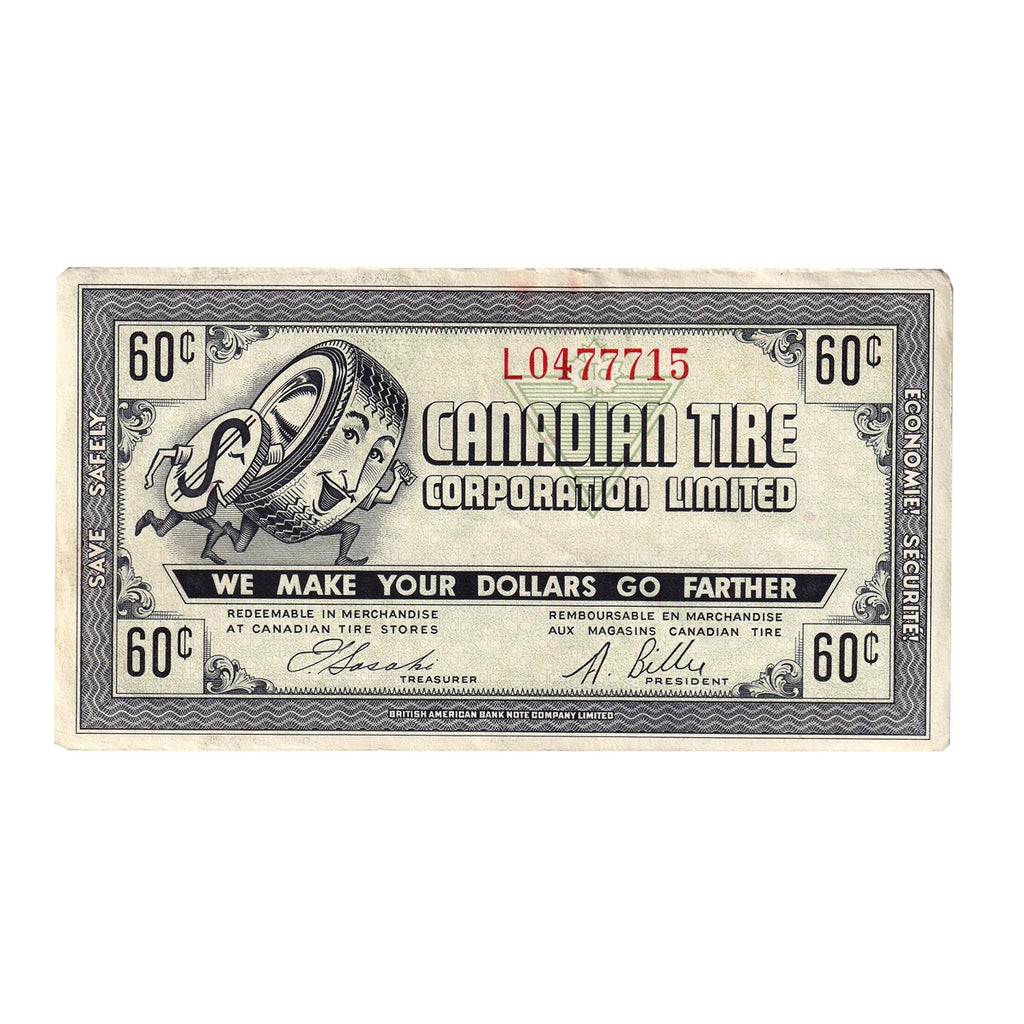 60¢
L0477715
60¢
CANADIAN TIRE
CORPORATION LIMITED
SAVE SAFELY
ECONOMIE, SÉCURITÉ!
$
WE MAKE YOUR DOLLARS GO FARTHER
REDEEMABLE IN MERCHANDISE
AT CANADIAN TIRE STORES
REMBOURSABLE EN MARCHANDISE
AUX MAGASINS CANADIAN TIRE
60¢
TREASURER
PRESIDENT
60¢
BRITISH AMERICAN BANK NOTE COMPANY LIMITED